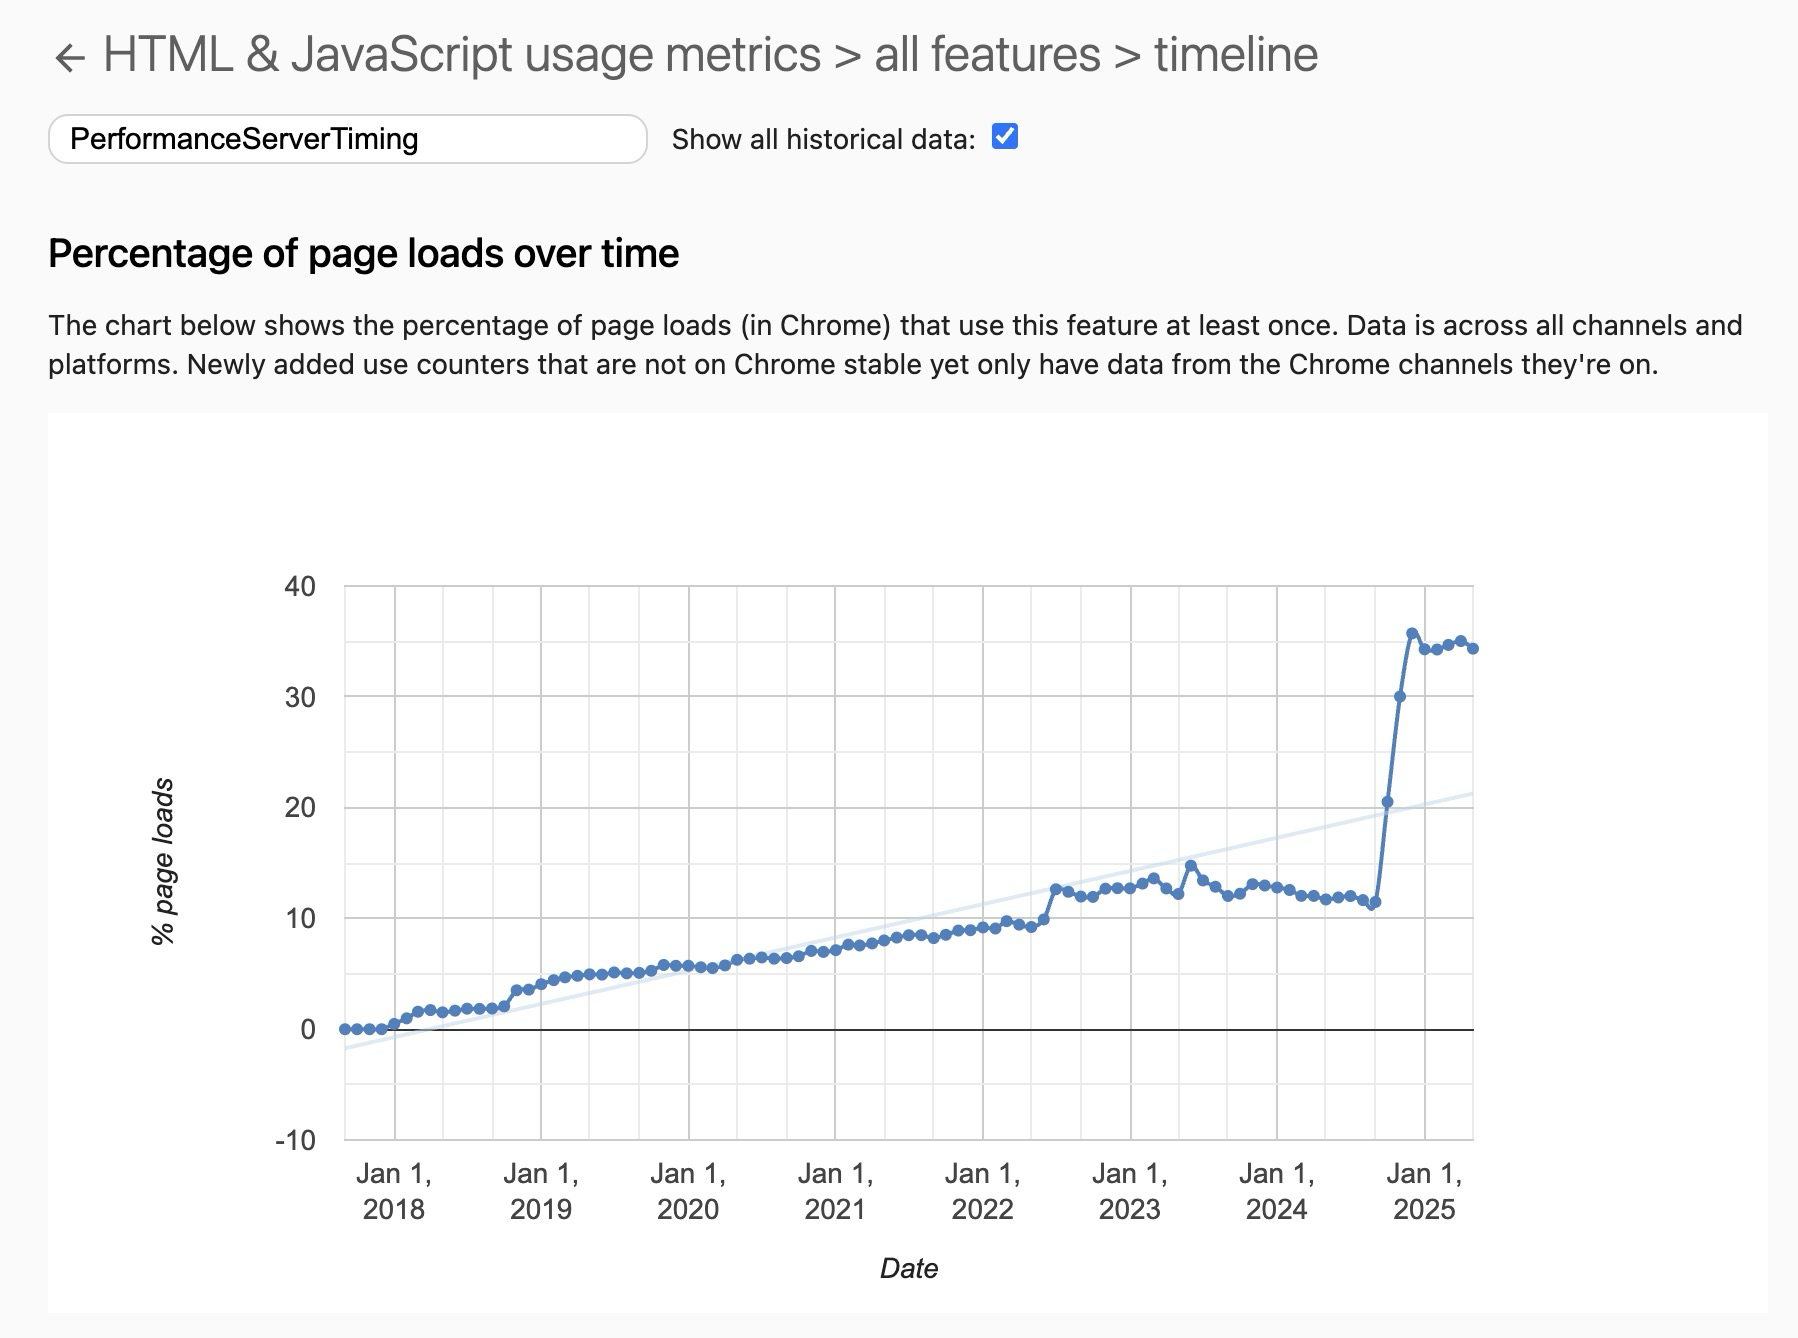 ← HTML & JavaScript usage metrics > all features > timeline
PerformanceServerTiming
Show all historical data:
Percentage of page loads over time
The chart below shows the percentage of page loads (in Chrome) that use this feature at least once. Data is across all channels and
platforms. Newly added use counters that are not on Chrome stable yet only have data from the Chrome channels they're on.
40
30
20
10
0
-10
% page loads
Jan 1,
2018
Jan 1,
2019
Jan 1,
2020
Jan 1,
2021
Jan 1,
2022
Jan 1,
2023
Jan 1,
2024
Jan 1,
2025
Date